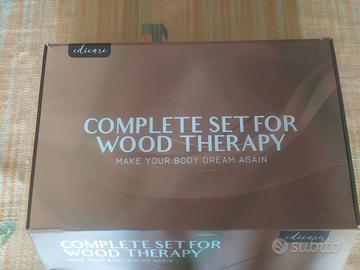 edicare
COMPLETE SET FOR
WOOD THERAPY
MAKE YOUR BODY DREAM AGAIN
edicare
COMPLETE SET FOR
WOOD THERAPY
MAKE YOUR BODY DREAM AGAIN
subito